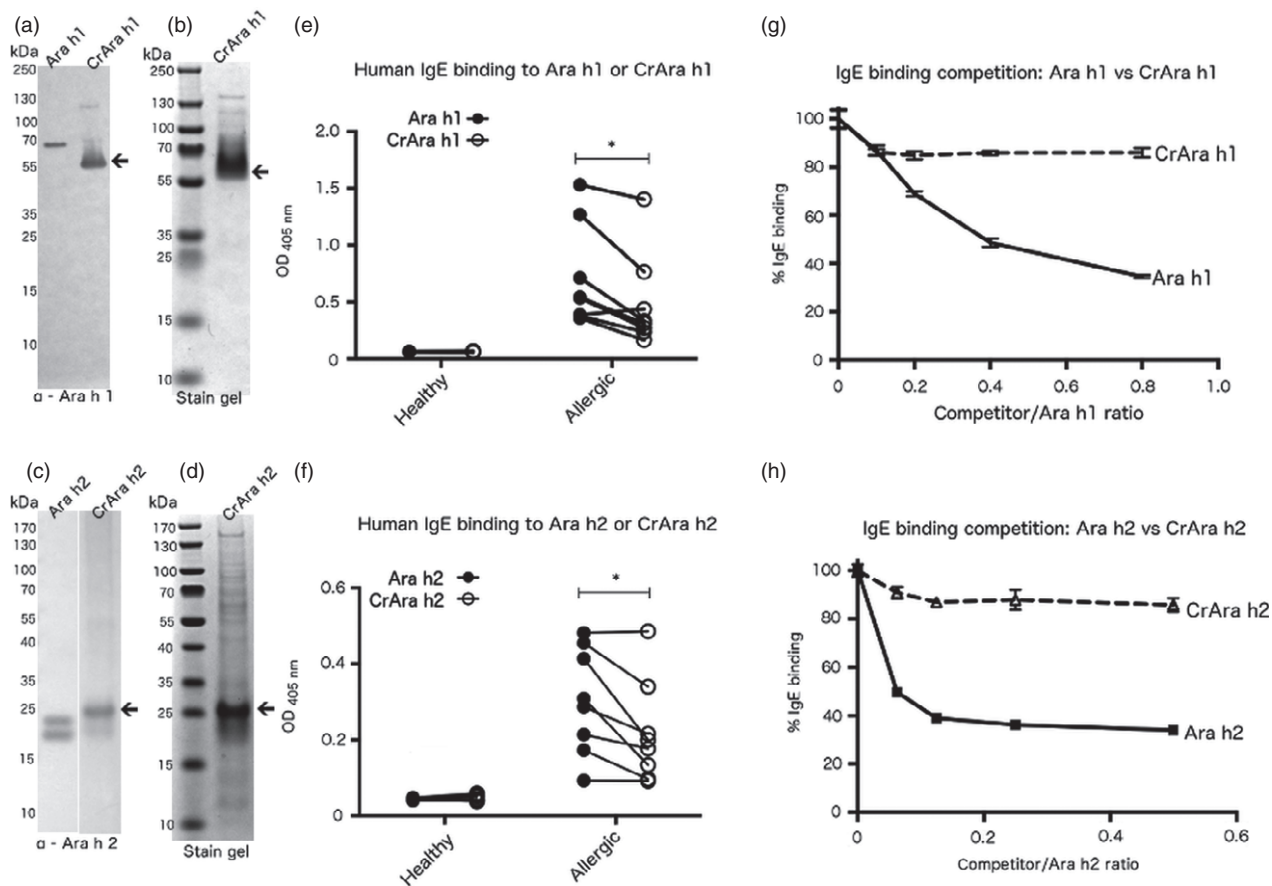 (a)
kDa
Ara h1
CrAra h1
250
130
100
70
55
35
25
15
10
α - Ara h 1
(b)
kDa
CrAra h1
250
130
100
70
55
35
25
15
10
Stain gel
(e)
Human IgE binding to Ara h1 or CrAra h1
Ara h1
CrAra h1
*
2.0
1.5
1.0
0.5
0
OD 405 nm
Healthy
Allergic
(g)
IgE binding competition: Ara h1 vs CrAra h1
100
80
60
40
20
0
% IgE binding
CrAra h1
Ara h1
0
0.2
0.4
0.6
0.8
1.0
Competitor/Ara h1 ratio
(c)
kDa
Ara h2
CrAra h2
170
130
100
70
55
40
35
25
15
10
α - Ara h 2
(d)
kDa
CrAra h2
170
130
100
70
55
40
35
25
15
10
Stain gel
(f)
Human IgE binding to Ara h2 or CrAra h2
Ara h2
CrAra h2
*
0.6
0.4
0.2
0
OD 405 nm
Healthy
Allergic
(h)
IgE binding competition: Ara h2 vs CrAra h2
100
80
60
40
20
0
% IgE binding
CrAra h2
Ara h2
0
0.2
0.4
0.6
Competitor/Ara h2 ratio